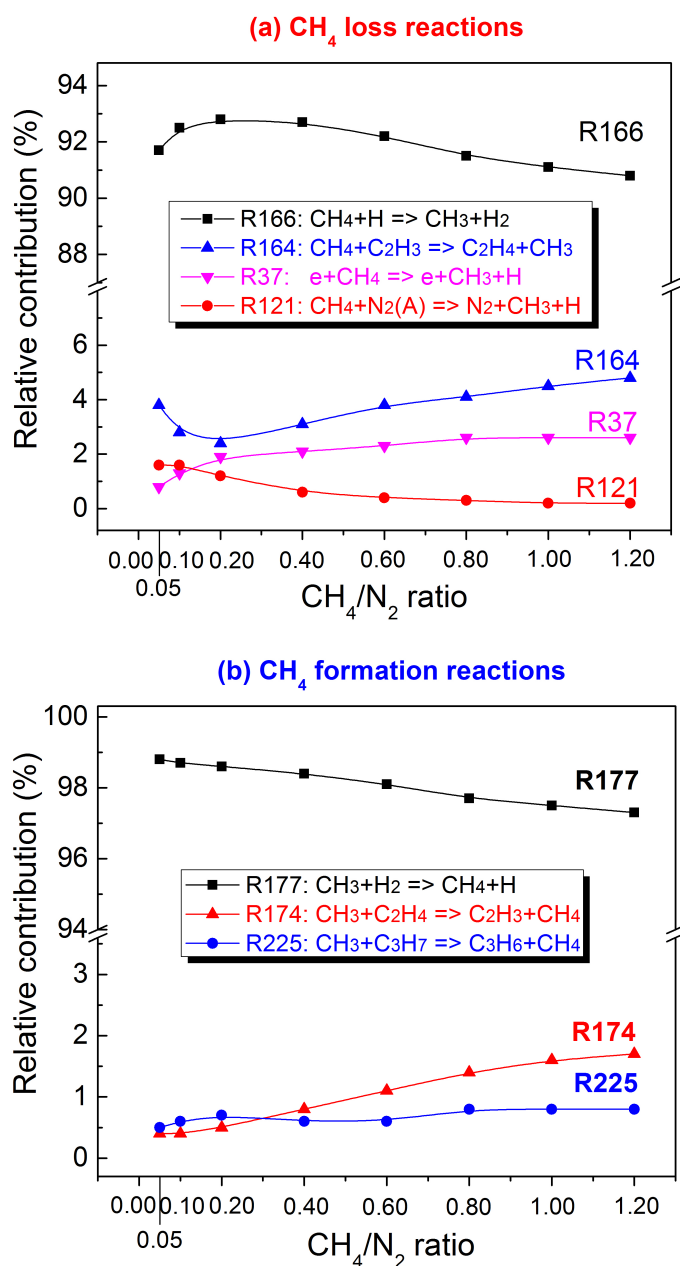 (a) CH₄ loss reactions
Relative contribution (%)
94
92
90
88
6
4
2
0
R166
R166: CH₄+H => CH₃+H₂
R164: CH₄+C₂H₃ => C₂H₄+CH₃
R37: e+CH₄ => e+CH₃+H
R121: CH₄+N₂(A) => N₂+CH₃+H
R164
R37
R121
0.00 0.10 0.20 0.40 0.60 0.80 1.00 1.20
0.05
CH₄/N₂ ratio
(b) CH₄ formation reactions
Relative contribution (%)
100
98
96
94
3
2
1
0
R177
R177: CH₃+H₂ => CH₄+H
R174: CH₃+C₂H₄ => C₂H₃+CH₄
R225: CH₃+C₃H₇ => C₃H₆+CH₄
R174
R225
0.00 0.10 0.20 0.40 0.60 0.80 1.00 1.20
0.05
CH₄/N₂ ratio